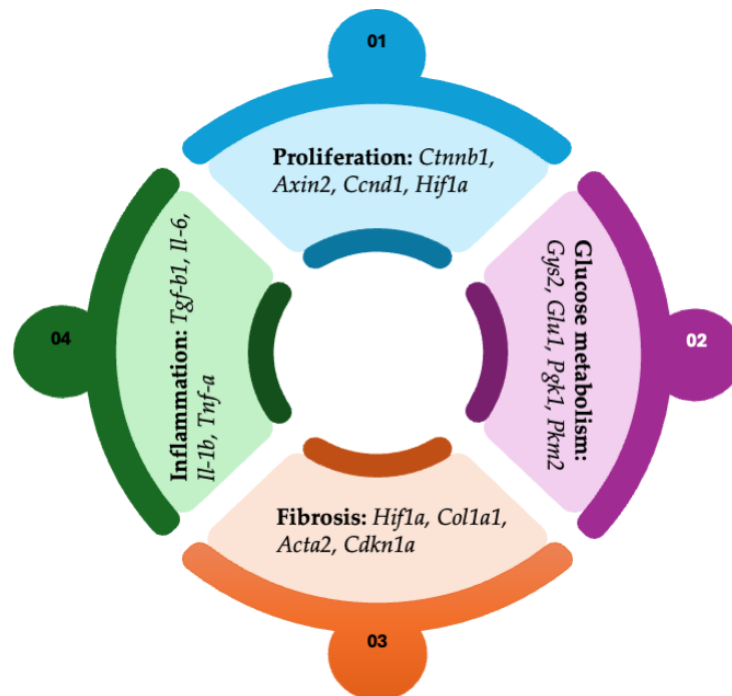 01
Proliferation: Ctnnb1,
Axin2, Ccnd1, Hif1a
02
Glucose metabolism:
Gys2, Glu1, Pgk1, Pkm2
03
Fibrosis: Hif1a, Col1a1,
Acta2, Cdkn1a
04
Inflammation: Tgf-b1, Il-6,
Il-1b, Tnf-a